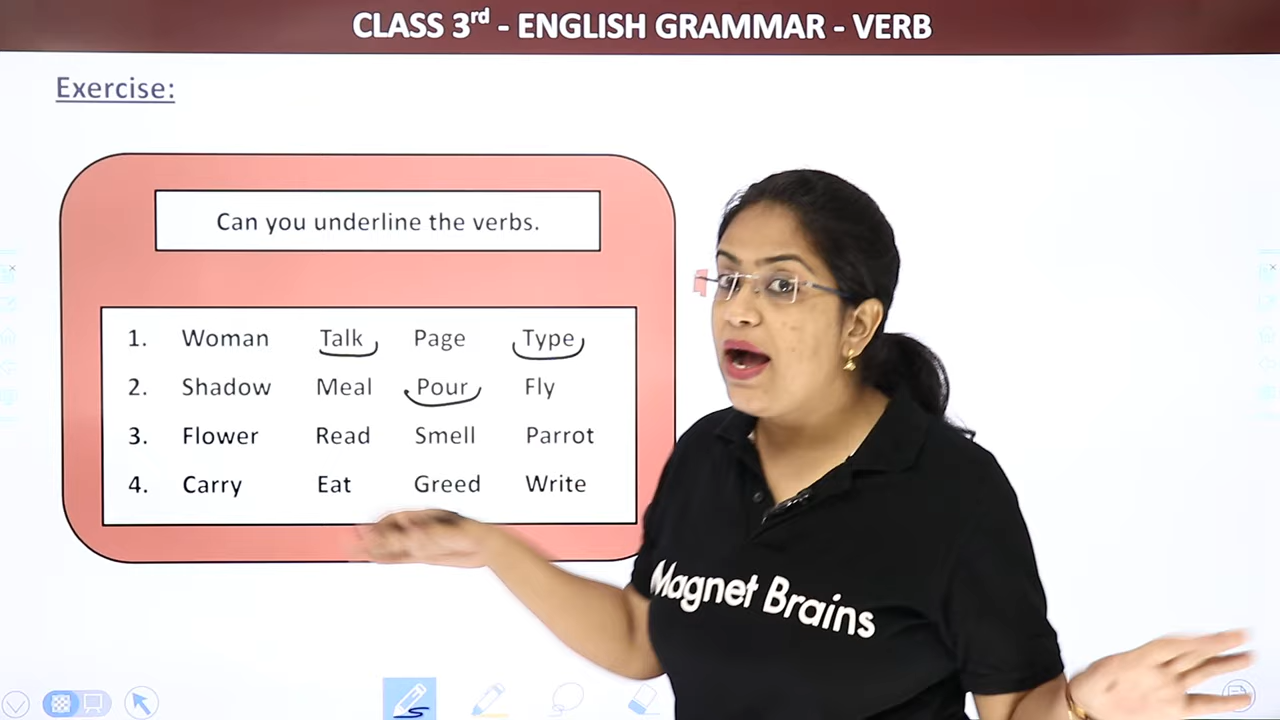 CLASS 3rd - ENGLISH GRAMMAR - VERB
Exercise:
Can you underline the verbs.
1. Woman Talk Page Type
2. Shadow Meal Pour Fly
3. Flower Read Smell Parrot
4. Carry Eat Greed Write
Magnet Brains